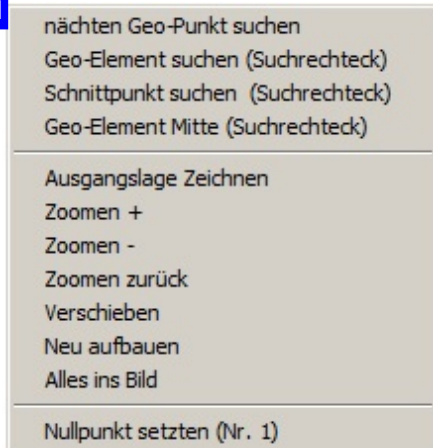 nächten Geo-Punkt suchen
Geo-Element suchen (Suchrechteck)
Schnittpunkt suchen (Suchrechteck)
Geo-Element Mitte (Suchrechteck)
Ausgangslage Zeichnen
Zoomen +
Zoomen -
Zoomen zurück
Verschieben
Neu aufbauen
Alles ins Bild
Nullpunkt setzten (Nr. 1)